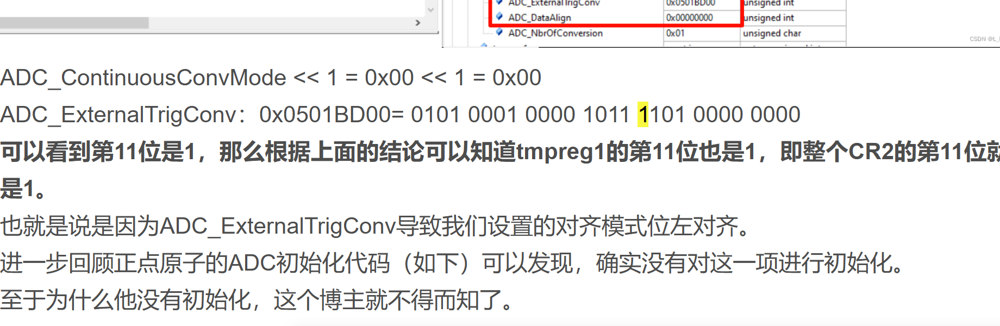 ADC_ExternalTrigConv 0x0501BD00 unsigned int
ADC_DataAlign 0x00000000 unsigned int
ADC_NbrOfConversion 0x01 unsigned char
CSDN @L_
ADC_ContinuousConvMode << 1 = 0x00 << 1 = 0x00
ADC_ExternalTrigConv：0x0501BD00= 0101 0001 0000 1011 1101 0000 0000
可以看到第11位是1，那么根据上面的结论可以知道tmpreg1的第11位也是1，即整个CR2的第11位就
是1。
也就是说是因为ADC_ExternalTrigConv导致我们设置的对齐模式位左对齐。
进一步回顾正点原子的ADC初始化代码（如下）可以发现，确实没有对这一项进行初始化。
至于为什么他没有初始化，这个博主就不得而知了。